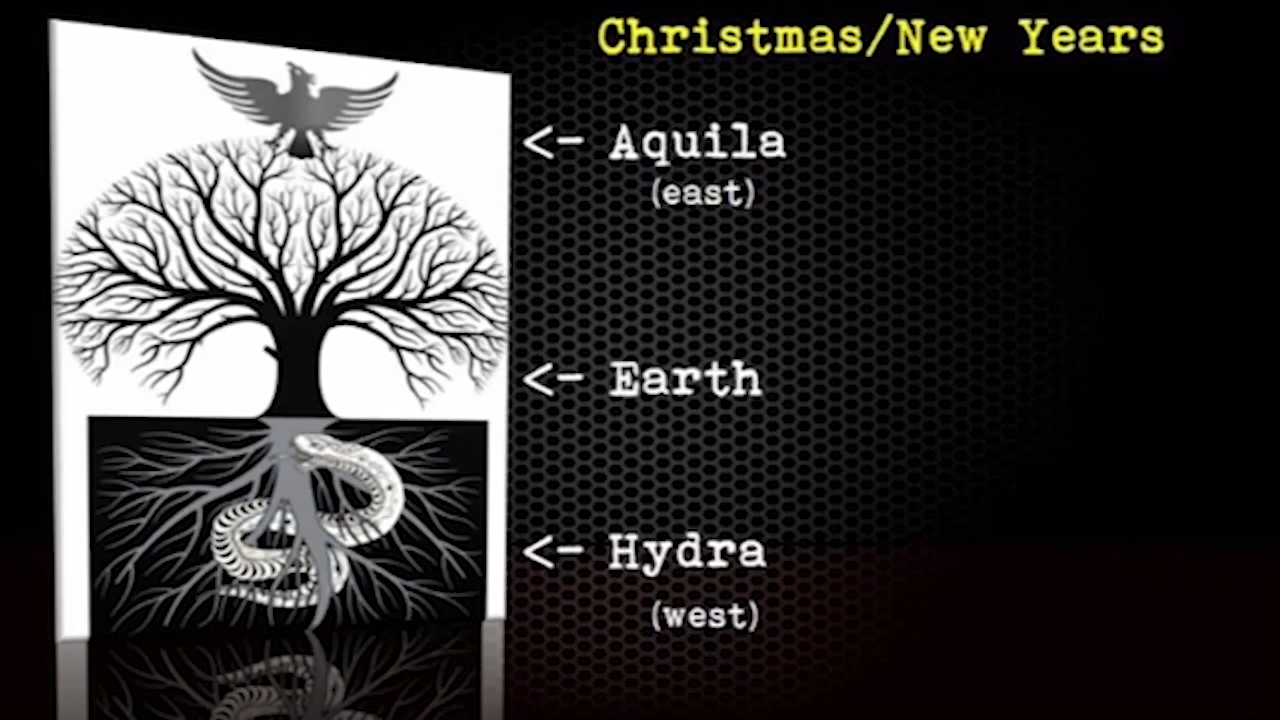 Christmas/New Years
<- Aquila
(east)
<- Earth
<- Hydra
(west)